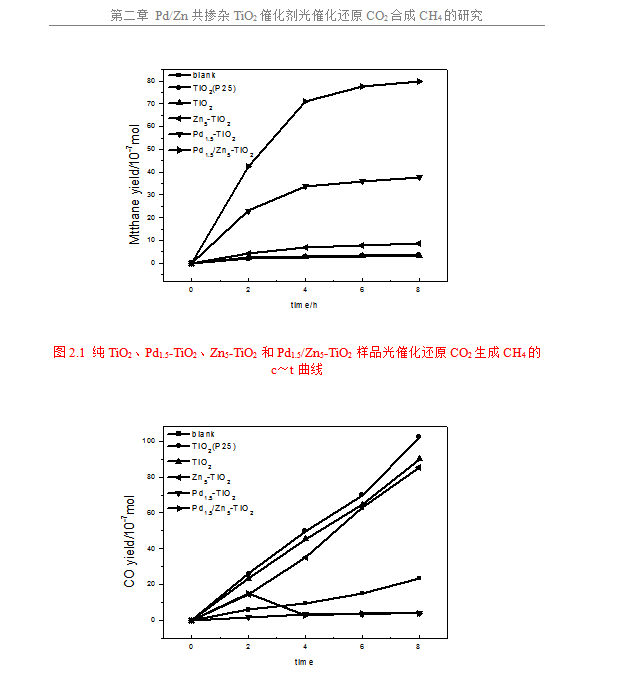 第二章 Pd/Zn 共掺杂 TiO2 催化剂光催化还原 CO2 合成 CH4 的研究
blank
TIO2(P25)
TIO2
Zn5-TIO2
Pd1.5-TIO2
Pd1.5/Zn5-TIO2
80
70
60
50
40
30
20
10
0
Mtthane yield/10-7mol
0 2 4 6 8
time/h
图 2.1 纯 TiO2、Pd1.5-TiO2、Zn5-TiO2 和 Pd1.5/Zn5-TiO2 样品光催化还原 CO2 生成 CH4 的
c～t 曲线
blank
TIO2(P25)
TIO2
Zn5-TIO2
Pd1.5-TIO2
Pd1.5/Zn5-TIO2
100
80
60
40
20
0
CO yield/10-7mol
0 2 4 6 8
time